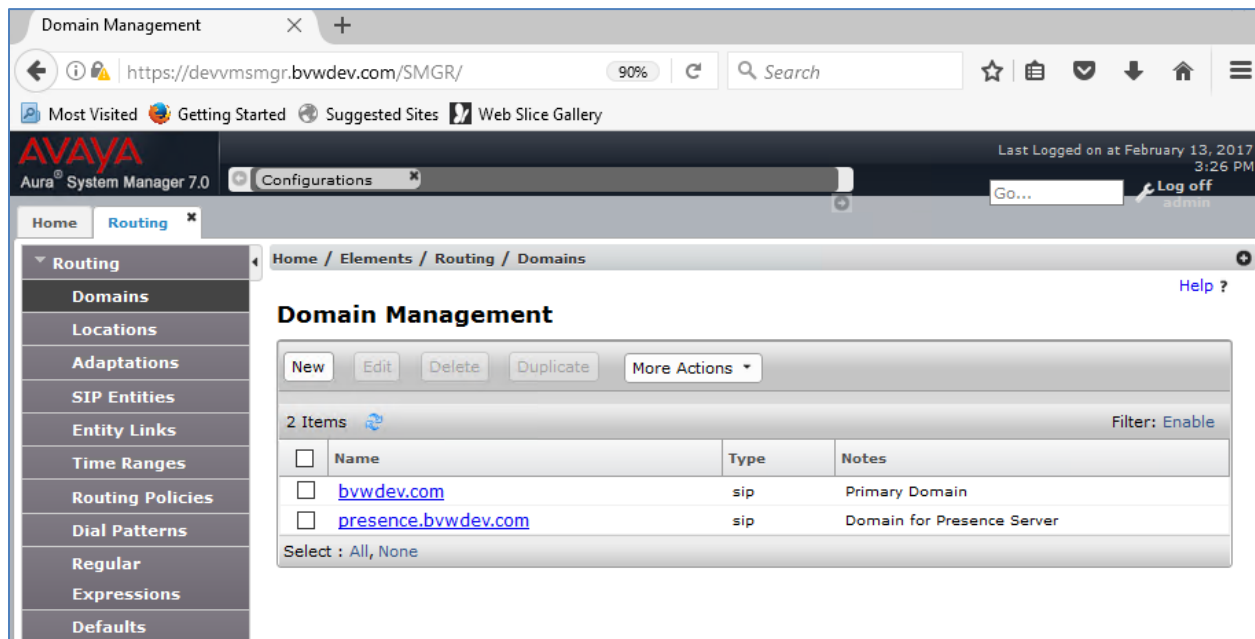 Domain Management
https://devvmsmgr.bvwdev.com/SMGR/
90%
Search
Most Visited Getting Started Suggested Sites Web Slice Gallery
AVAYA
Aura® System Manager 7.0
Configurations
Last Logged on at February 13, 2017
3:26 PM
Go...
Log off
admin
Home Routing
Routing
Domains
Locations
Adaptations
SIP Entities
Entity Links
Time Ranges
Routing Policies
Dial Patterns
Regular
Expressions
Defaults
Home / Elements / Routing / Domains
Help ?
Domain Management
New Edit Delete Duplicate More Actions
2 Items Filter: Enable
Name Type Notes
bvwdev.com sip Primary Domain
presence.bvwdev.com sip Domain for Presence Server
Select : All, None